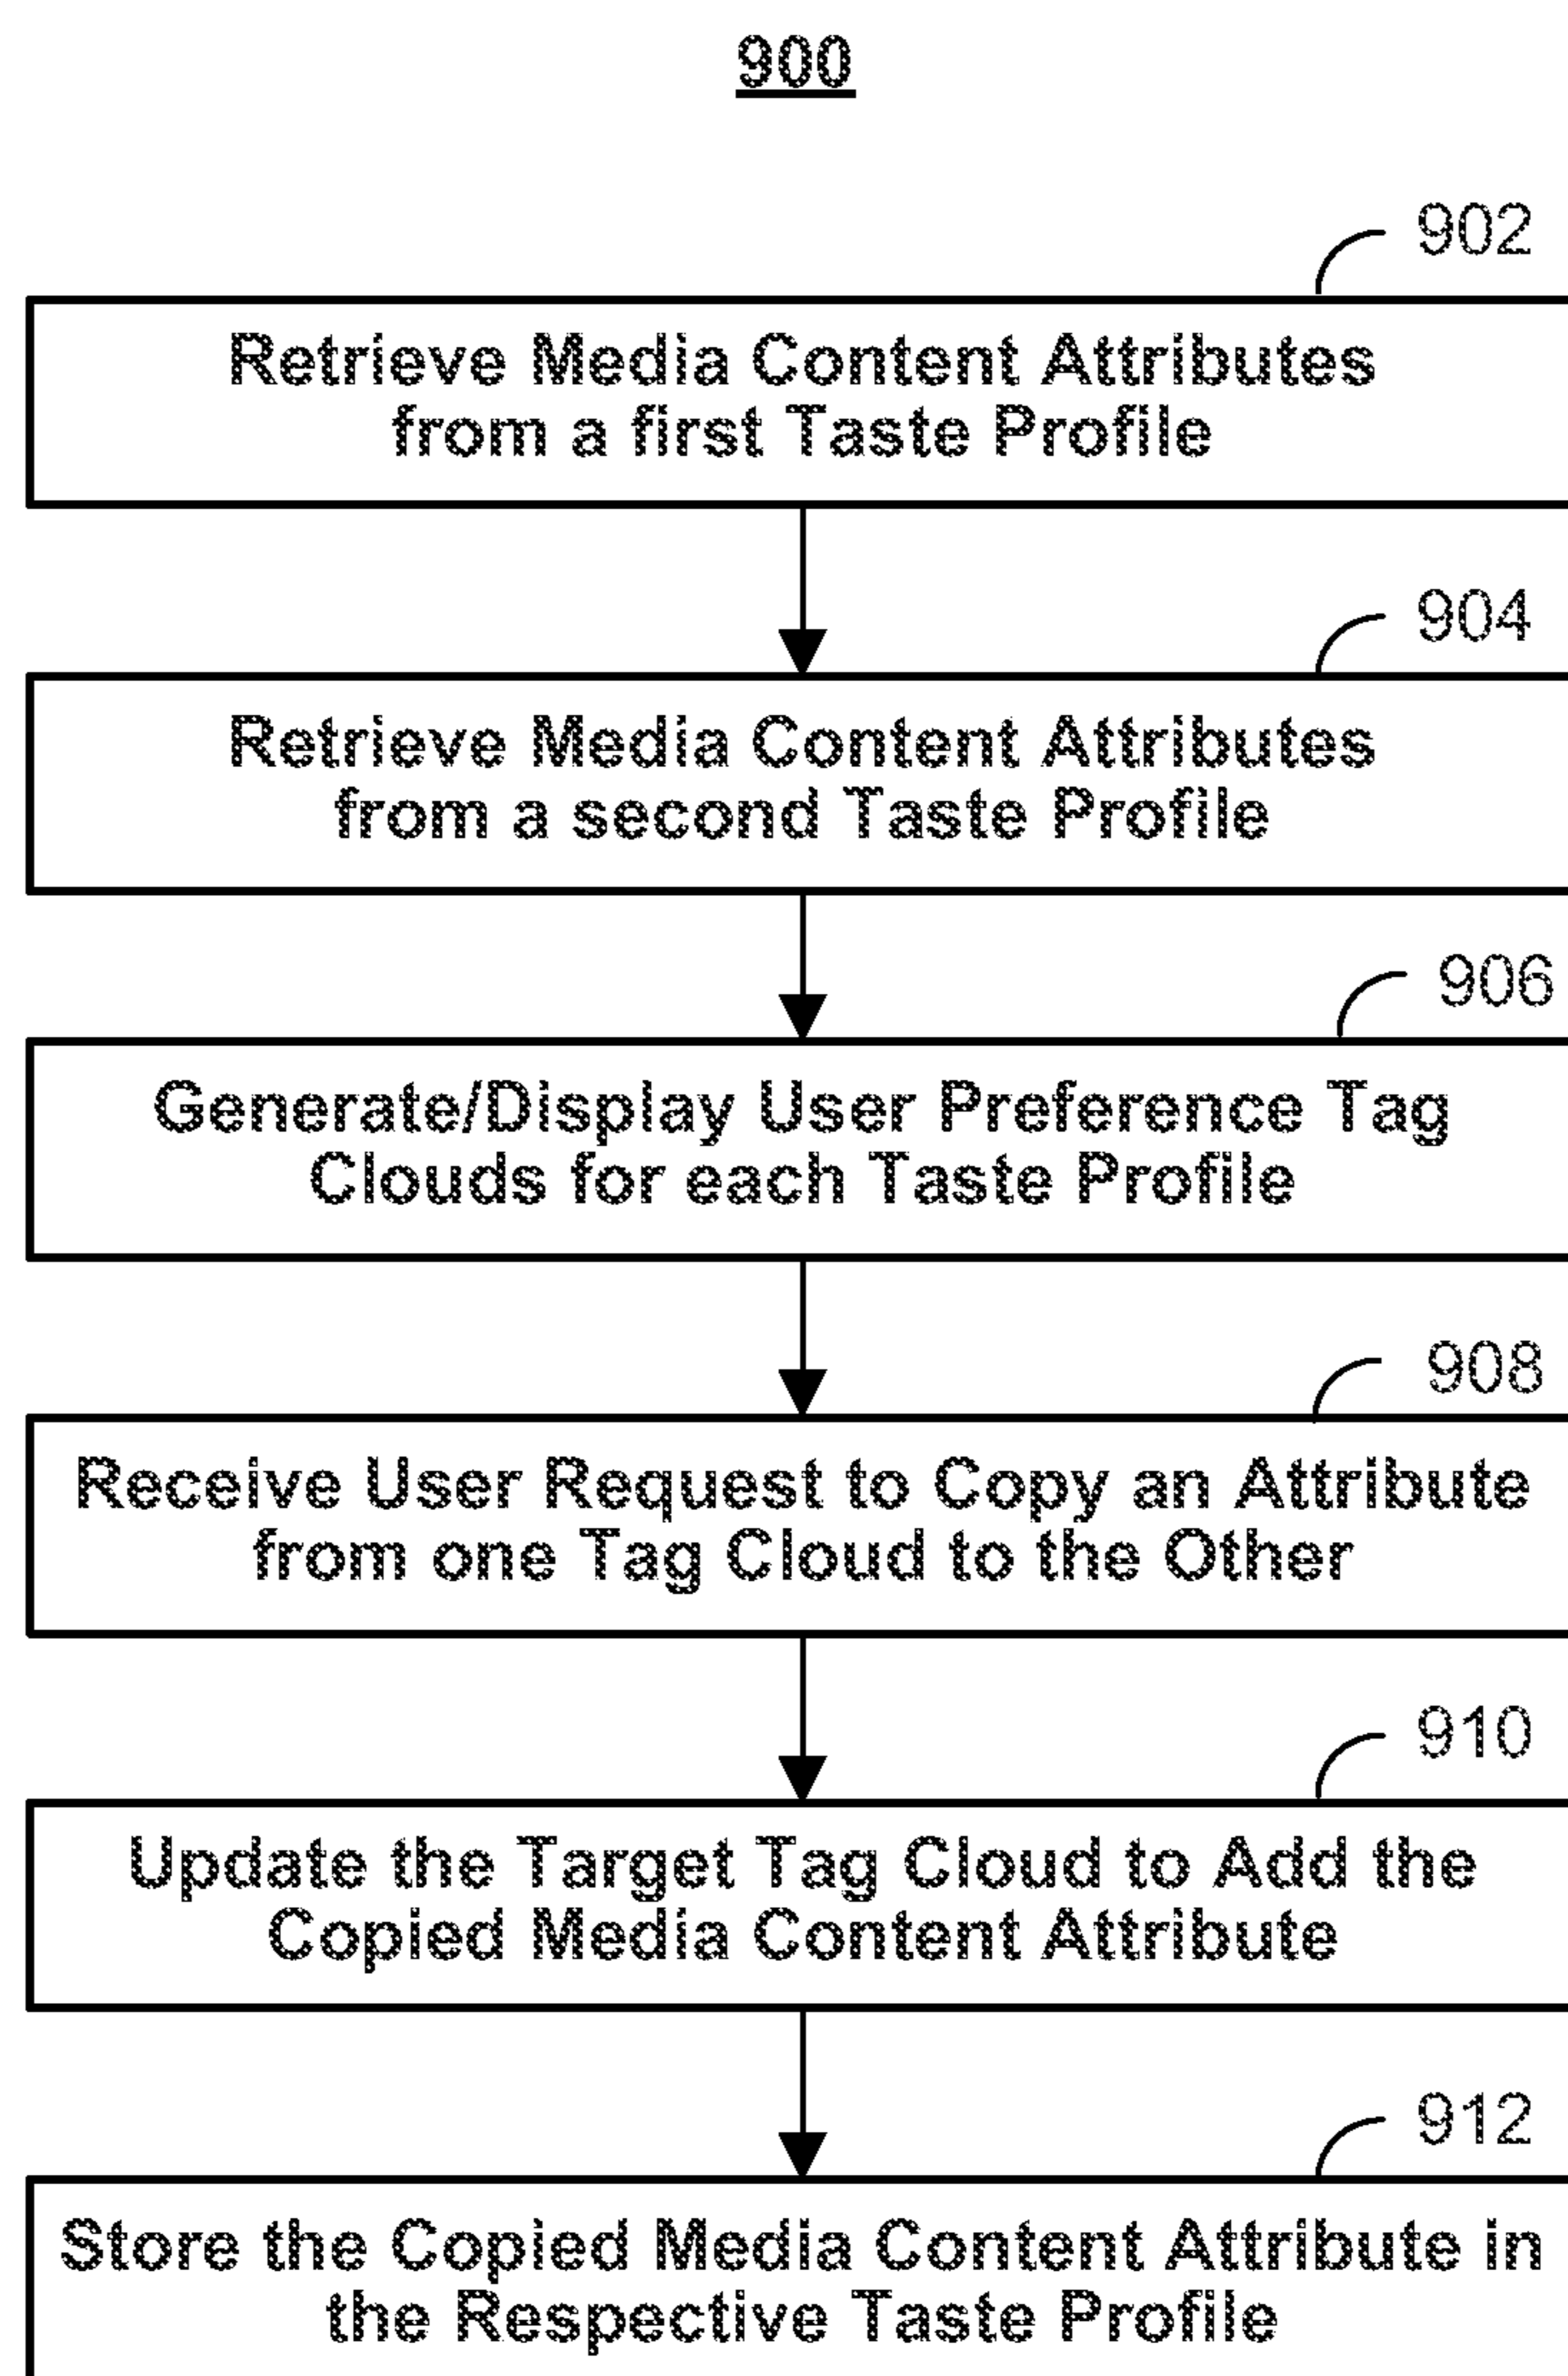 900
902
Retrieve Media Content Attributes
from a first Taste Profile
904
Retrieve Media Content Attributes
from a second Taste Profile
906
Generate/Display User Preference Tag
Clouds for each Taste Profile
908
Receive User Request to Copy an Attribute
from one Tag Cloud to the Other
910
Update the Target Tag Cloud to Add the
Copied Media Content Attribute
912
Store the Copied Media Content Attribute in
the Respective Taste Profile